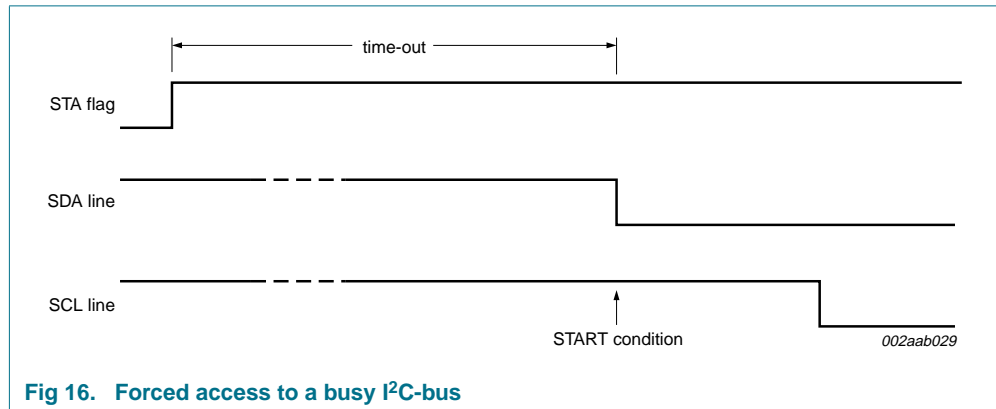 time-out
STA flag
SDA line
SCL line
START condition
002aab029
Fig 16. Forced access to a busy I²C-bus